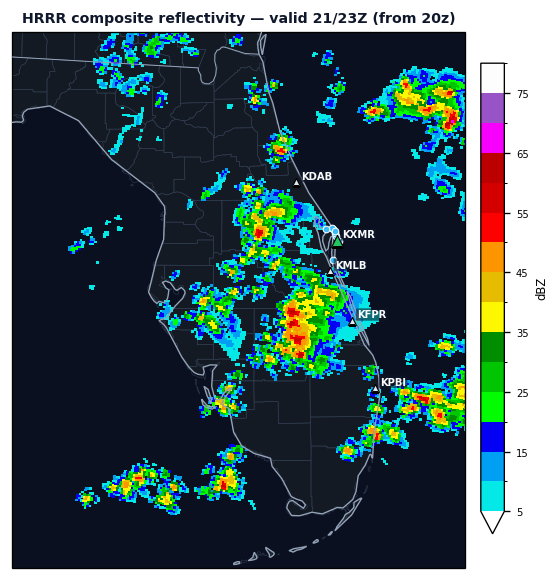 HRRR composite reflectivity — valid 21/23Z (from 20z)
KDAB
KXMR
KMLB
KFPR
KPBI
75
65
55
45
35
25
15
5
dBZ